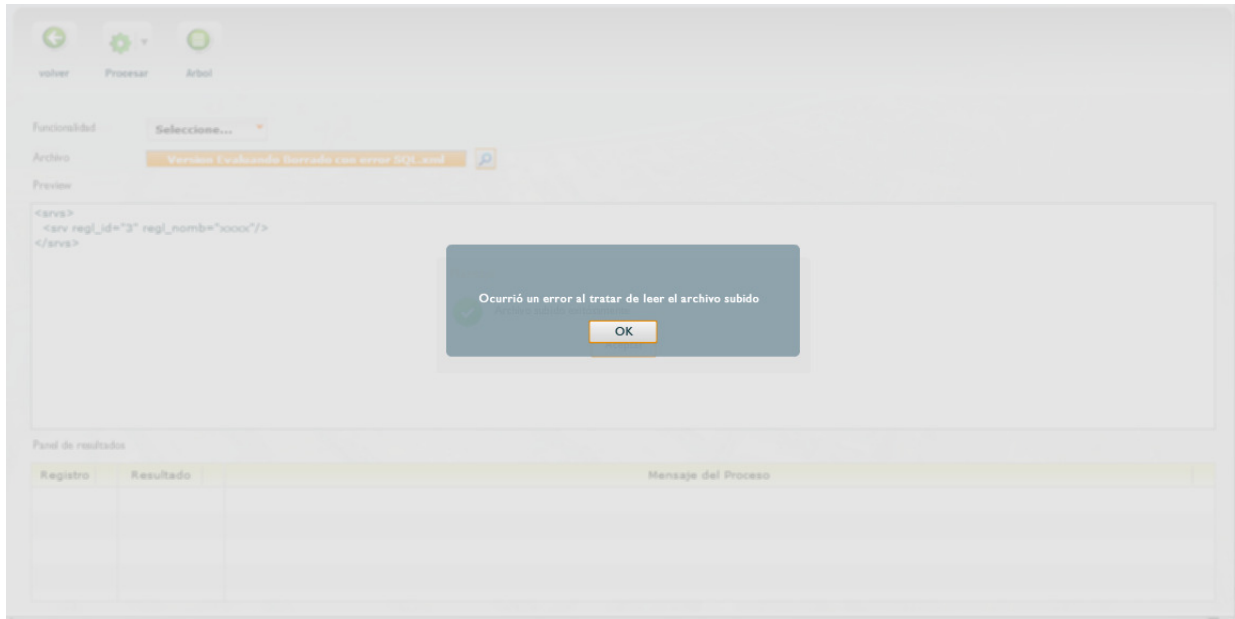 volver Procesar Arbol
Funcionalidad Seleccione...
Archivo Version Evaluando Borrado con error SQL.xml
Preview
<srvs>
<srv regl_id="3" regl_nomb="xxxxx"/>
</srvs>
Ocurrió un error al tratar de leer el archivo subido
OK
Panel de resultados
Registro Resultado Mensaje del Proceso